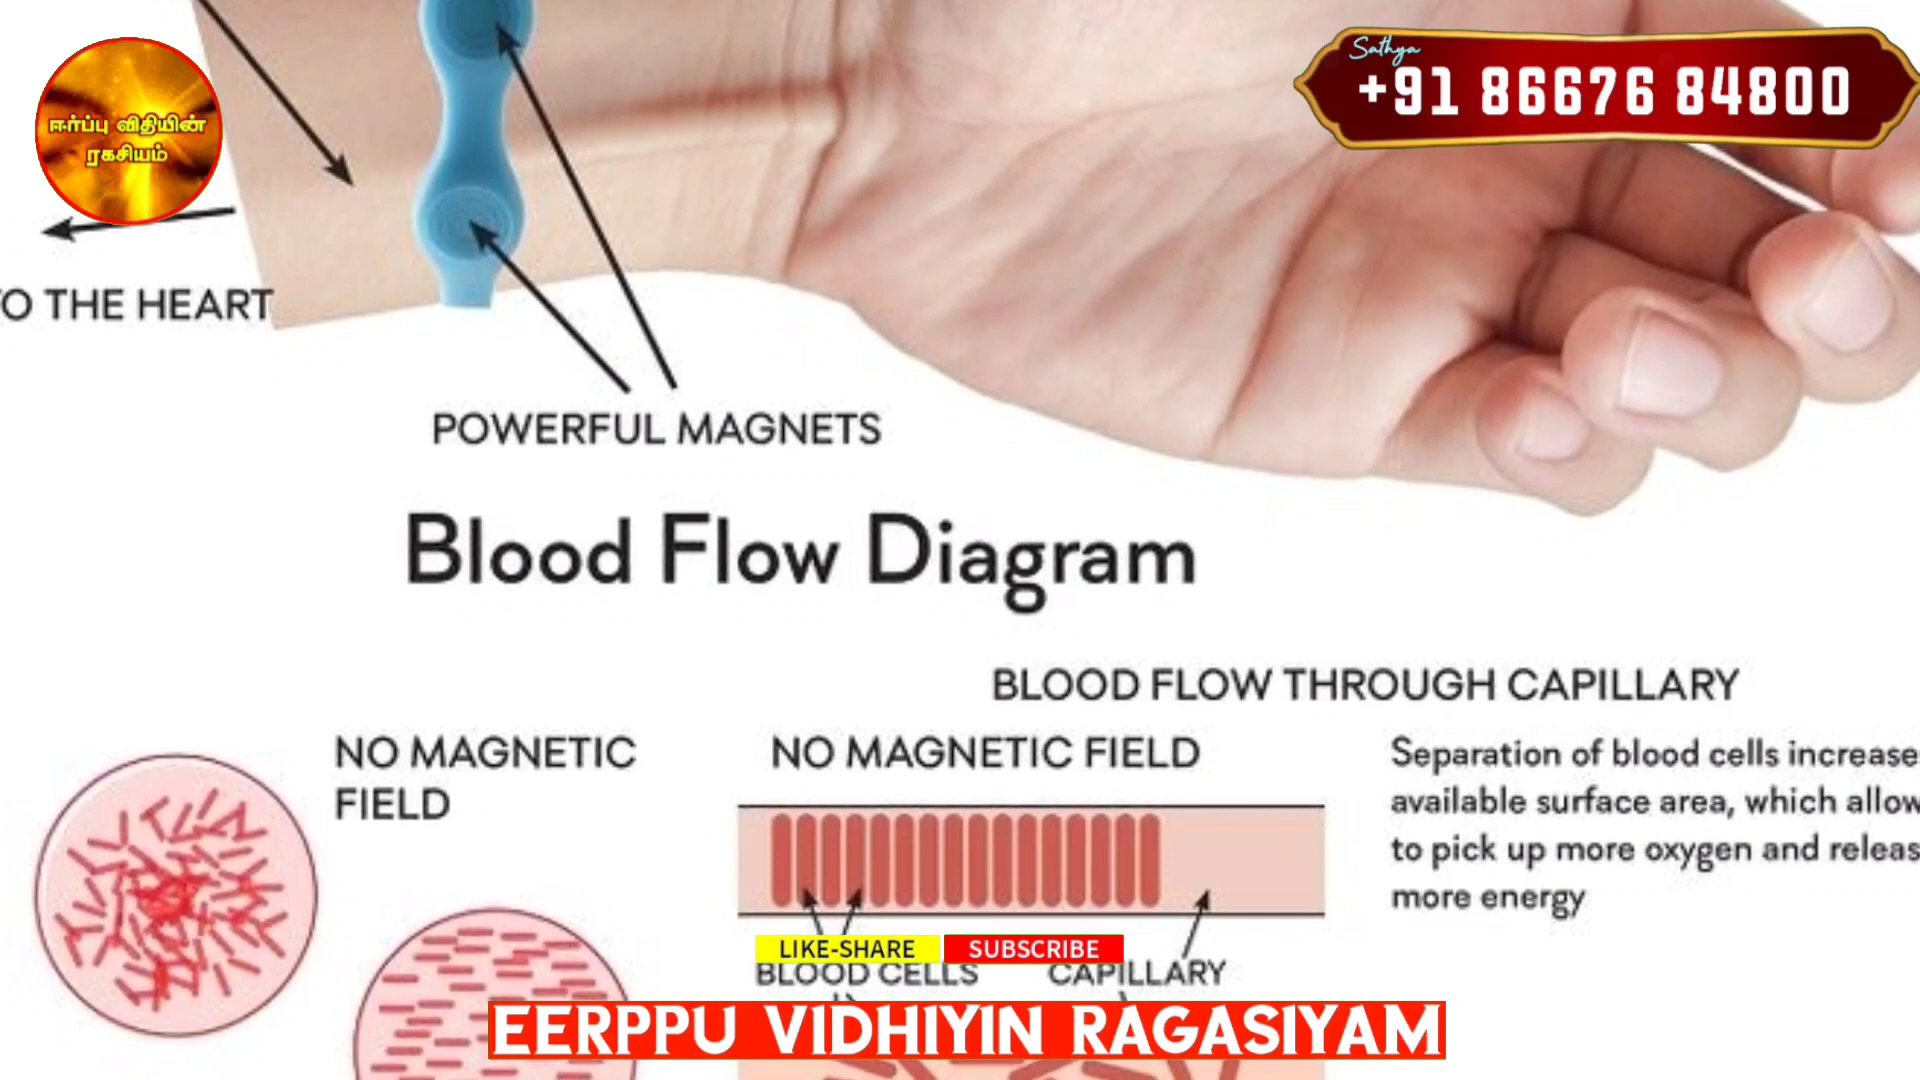 ஈர்ப்பு விதியின்
ரகசியம்
Sathya
+91 86676 84800
TO THE HEART
POWERFUL MAGNETS
Blood Flow Diagram
BLOOD FLOW THROUGH CAPILLARY
NO MAGNETIC
FIELD
NO MAGNETIC FIELD
Separation of blood cells increase
available surface area, which allow
to pick up more oxygen and releas
more energy
LIKE-SHARE
SUBSCRIBE
BLOOD CELLS
CAPILLARY
EERPPU VIDHIYIN RAGASIYAM